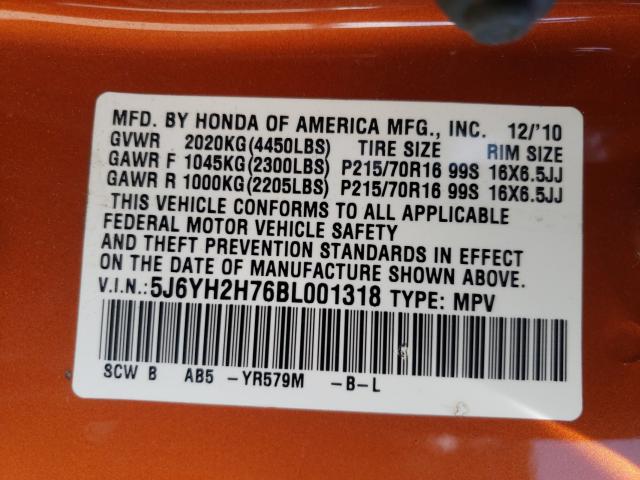 MFD. BY HONDA OF AMERICA MFG., INC. 12/'10
GVWR 2020KG(4450LBS) TIRE SIZE RIM SIZE
GAWR F 1045KG(2300LBS) P215/70R16 99S 16X6.5JJ
GAWR R 1000KG(2205LBS) P215/70R16 99S 16X6.5JJ
THIS VEHICLE CONFORMS TO ALL APPLICABLE
FEDERAL MOTOR VEHICLE SAFETY
AND THEFT PREVENTION STANDARDS IN EFFECT
ON THE DATE OF MANUFACTURE SHOWN ABOVE.
V.I.N.:5J6YH2H76BL001318 TYPE: MPV
SCW B AB5 -YR579M -B-L